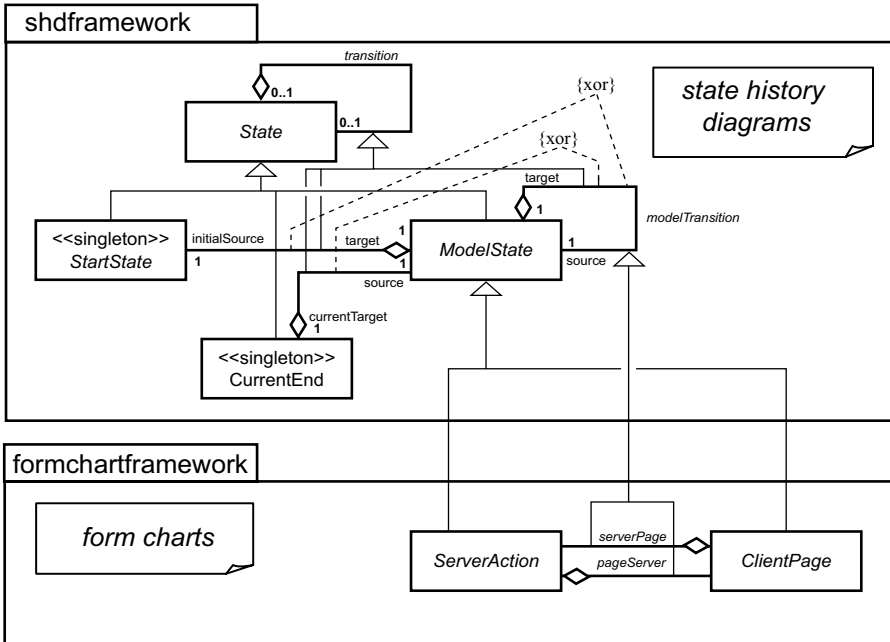 shdframework
transition
0..1
State
0..1
{xor}
{xor}
state history
diagrams
target
1
modelTransition
<<singleton>>
StartState
initialSource
1
target
1
ModelState
1
source
1
source
currentTarget
1
<<singleton>>
CurrentEnd
formchartframework
form charts
ServerAction
serverPage
pageServer
ClientPage